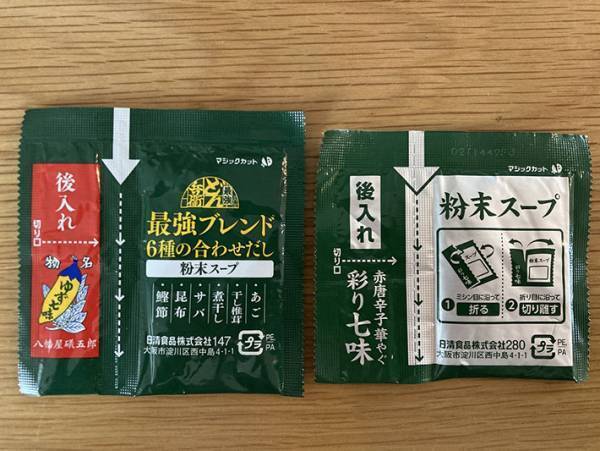 マジックカット
後入れ
切り口
物名
ゆず七味
八幡屋礒五郎
どん兵衛
最強ブレンド
6種の合わせだし
粉末スープ
・あご
・干し椎茸
・煮干し
・サバ
・昆布
・鰹節
日清食品株式会社147
大阪市淀川区西中島4-1-1
プラ
PE,
PA
マジックカット
後入れ
切り口
赤唐辛子華やぐ
彩り七味
粉末スープ
粉末スープ
1
ミシン目に沿って
折る
2
折り目に沿って
切り離す
日清食品株式会社280
大阪市淀川区西中島4-1-1
プラ
PE,
PA